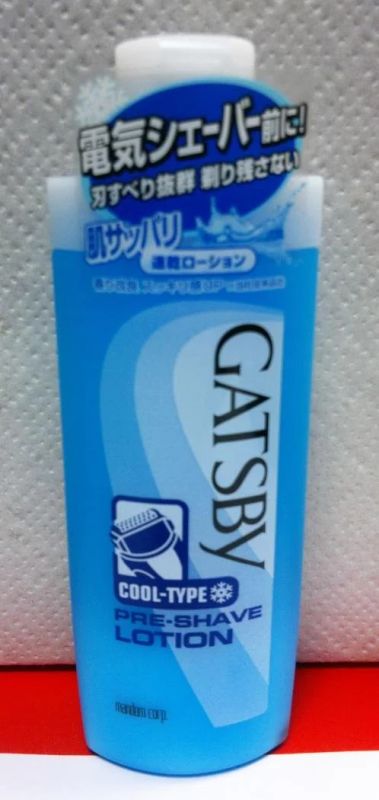 電気シェーバー前に!
刃すべり抜群 剃り残さない
肌サッパリ
速乾ローション
GATSBY
COOL-TYPE
PRE-SHAVE
LOTION
mandom corp.